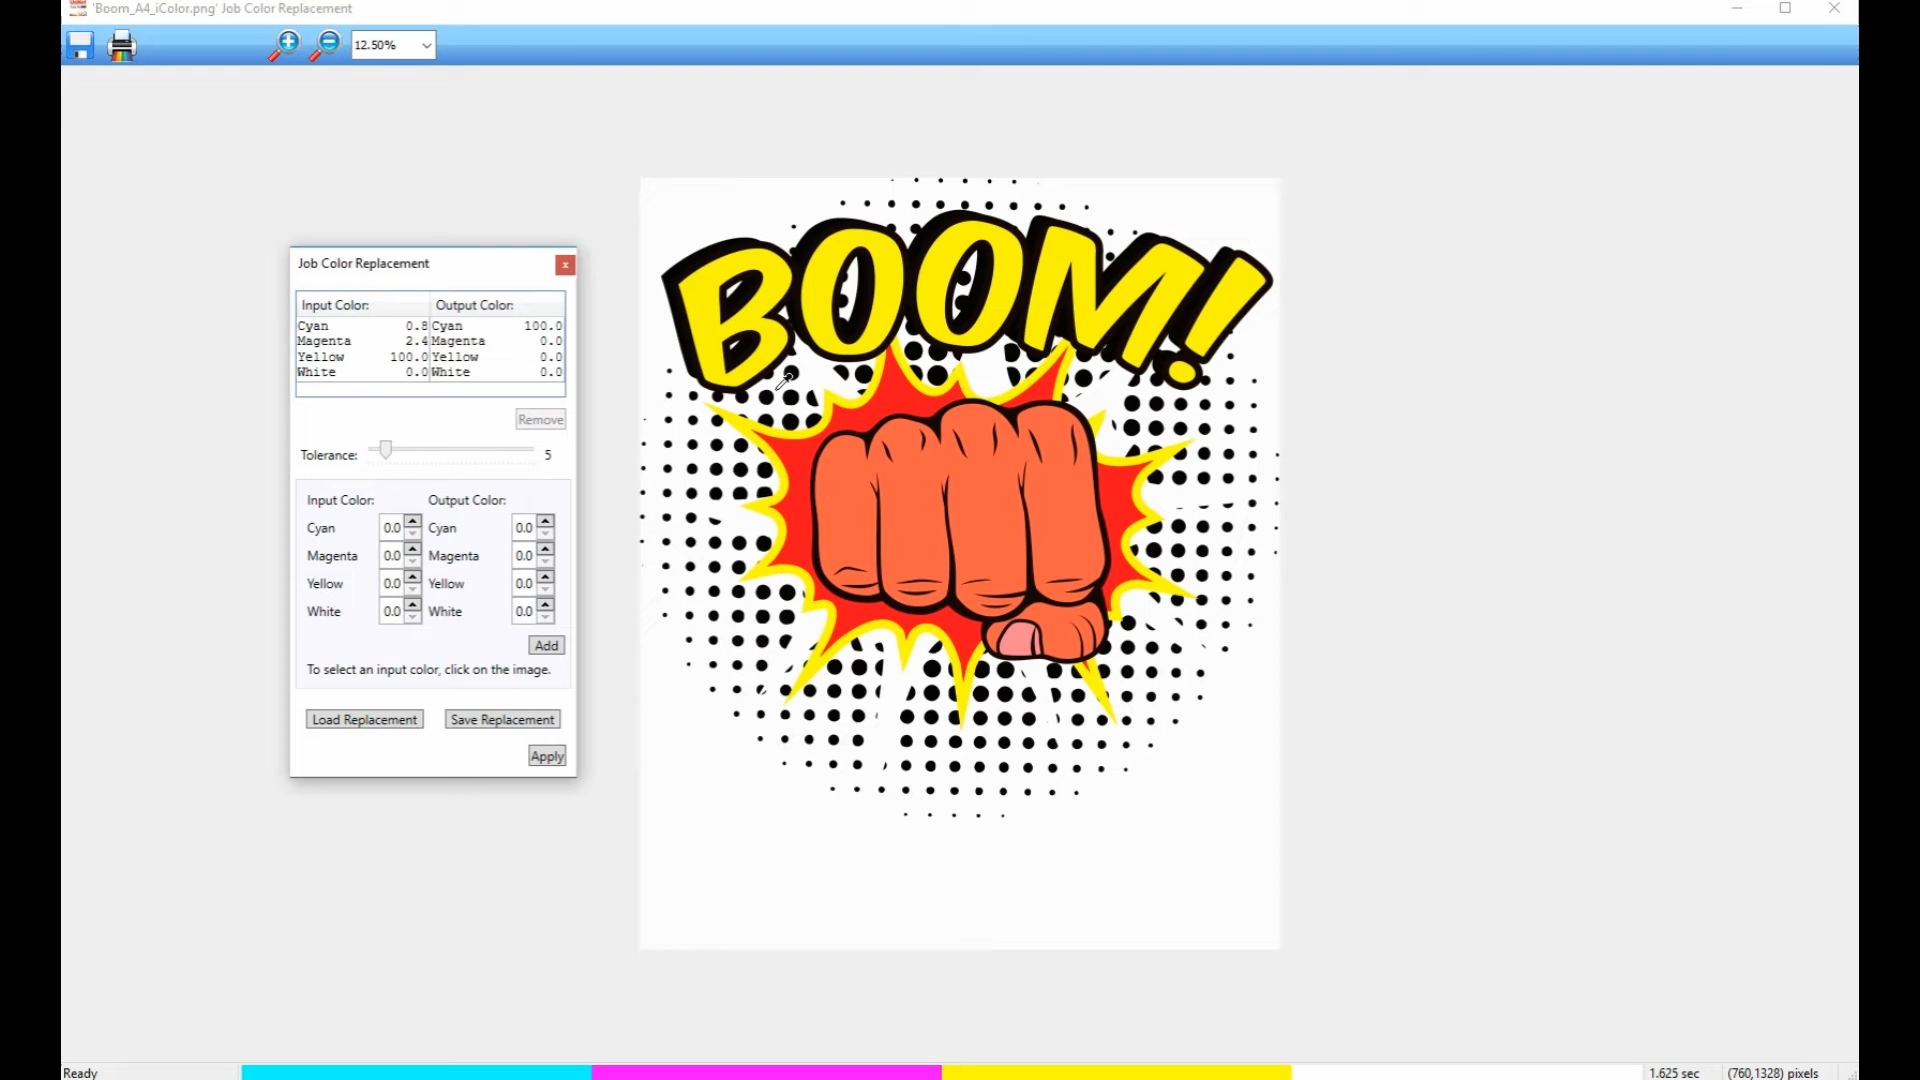 'Boom_A4_iColor.png' Job Color Replacement
12.50%
BOOM!
Job Color Replacement
x
Input Color: Output Color:
Cyan 0.8 Cyan 100.0
Magenta 2.4 Magenta 0.0
Yellow 100.0 Yellow 0.0
White 0.0 White 0.0
Remove
Tolerance: 5
Input Color: Output Color:
Cyan 0.0 Cyan 0.0
Magenta 0.0 Magenta 0.0
Yellow 0.0 Yellow 0.0
White 0.0 White 0.0
Add
To select an input color, click on the image.
Load Replacement Save Replacement
Apply
Ready 1.625 sec (760,1328) pixels